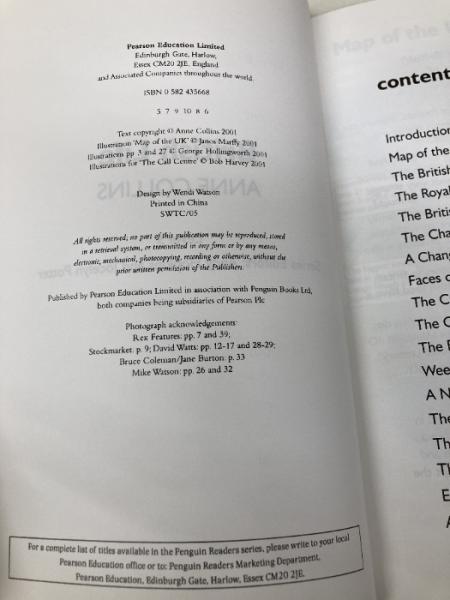 Pearson Education Limited
Edinburgh Gate, Harlow,
Essex CM20 2JE, England
and Associated Companies throughout the world.
ISBN 0 582 435668
5 7 9 10 8 6
Text copyright © Anne Collins 2001
Illustration 'Map of the UK' © Janos Marffy 2001
Illustrations pp 3 and 27 © George Hollingworth 2001
Illustrations for 'The Call Centre' © Bob Harvey 2001
Design by Wendi Watson
Printed in China
SWTC/05
All rights reserved; no part of this publication may be reproduced, stored
in a retrieval system, or transmitted in any form or by any means,
electronic, mechanical, photocopying, recording or otherwise, without the
prior written permission of the Publishers.
Published by Pearson Education Limited in association with Penguin Books Ltd,
both companies being subsidiaries of Pearson Plc
Photograph acknowledgements:
Rex Features: pp. 7 and 39;
Stockmarket: p. 9; David Watts: pp. 12-17 and 28-29;
Bruce Coleman/Jane Burton: p. 33
Mike Watson: pp. 26 and 32
For a complete list of titles available in the Penguin Readers series, please write to your local
Pearson Education office or to: Penguin Readers Marketing Department,
Pearson Education, Edinburgh Gate, Harlow, Essex CM20 2JE.
content
Introduction
Map of the
The British
The Royal
The Briti
The Cha
A Chang
Faces o
The C
The C
The B
Wee
A N
The
Th
Th
E
A